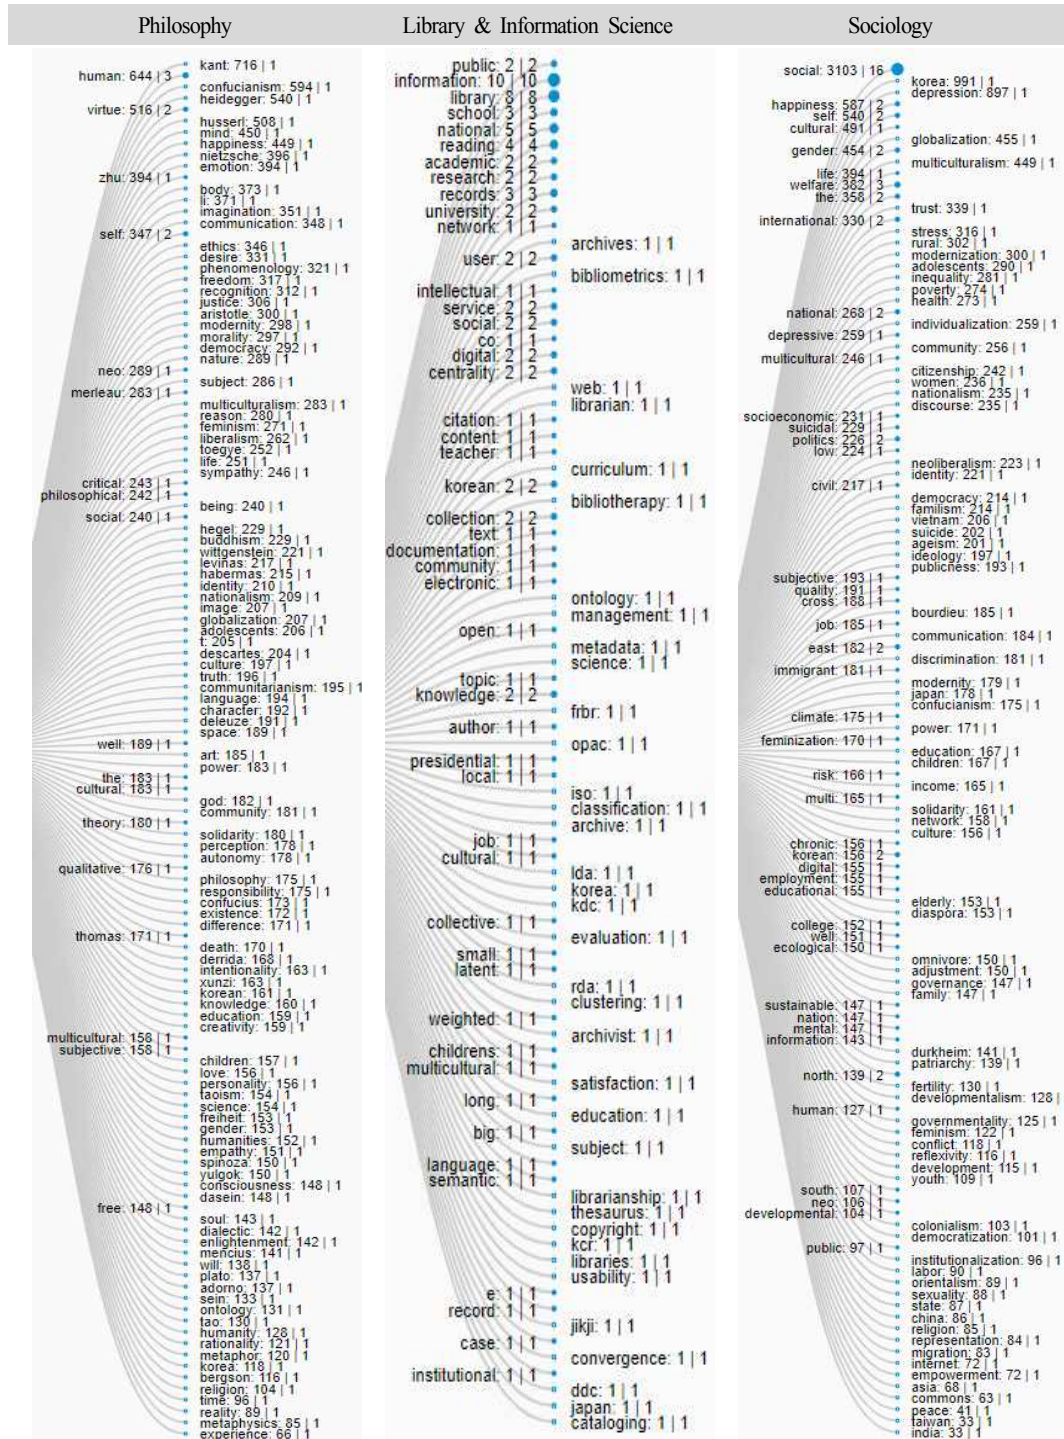 Philosophy
human: 644 | 3
kant: 716 | 1
confucianism: 594 | 1
heidegger: 540 | 1
virtue: 516 | 2
husserl: 508 | 1
mind: 450 | 1
happiness: 449 | 1
nietzsche: 396 | 1
emotion: 394 | 1
zhu: 394 | 1
body: 373 | 1
li: 371 | 1
imagination: 351 | 1
communication: 348 | 1
self: 347 | 2
ethics: 346 | 1
desire: 331 | 1
phenomenology: 321 | 1
freedom: 317 | 1
recognition: 312 | 1
justice: 306 | 1
aristotle: 300 | 1
modernity: 298 | 1
morality: 297 | 1
democracy: 292 | 1
nature: 289 | 1
neo: 289 | 1
subject: 286 | 1
merleau: 283 | 1
multiculturalism: 283 | 1
reason: 280 | 1
feminism: 271 | 1
liberalism: 262 | 1
toegye: 252 | 1
life: 251 | 1
sympathy: 246 | 1
critical: 243 | 1
philosophical: 242 | 1
being: 240 | 1
social: 240 | 1
hegel: 229 | 1
buddhism: 229 | 1
wittgenstein: 221 | 1
levinas: 217 | 1
habermas: 215 | 1
identity: 210 | 1
nationalism: 209 | 1
image: 207 | 1
globalization: 207 | 1
adolescents: 206 | 1
t: 205 | 1
descartes: 204 | 1
culture: 197 | 1
truth: 196 | 1
communitarianism: 195 | 1
language: 194 | 1
character: 192 | 1
deleuze: 191 | 1
space: 189 | 1
well: 189 | 1
art: 185 | 1
power: 183 | 1
the: 183 | 1
cultural: 183 | 1
god: 182 | 1
community: 181 | 1
theory: 180 | 1
solidarity: 180 | 1
perception: 178 | 1
autonomy: 178 | 1
qualitative: 176 | 1
philosophy: 175 | 1
responsibility: 175 | 1
confucius: 173 | 1
existence: 172 | 1
difference: 171 | 1
thomas: 171 | 1
death: 170 | 1
derrida: 168 | 1
intentionality: 163 | 1
xunzi: 163 | 1
korean: 161 | 1
knowledge: 160 | 1
education: 159 | 1
creativity: 159 | 1
multicultural: 158 | 1
subjective: 158 | 1
children: 157 | 1
love: 156 | 1
personality: 156 | 1
taoism: 154 | 1
science: 154 | 1
freiheit: 153 | 1
gender: 153 | 1
humanities: 152 | 1
empathy: 151 | 1
spinoza: 150 | 1
yulgok: 150 | 1
consciousness: 148 | 1
dasein: 148 | 1
free: 148 | 1
soul: 143 | 1
dialectic: 142 | 1
enlightenment: 142 | 1
mencius: 141 | 1
will: 138 | 1
plato: 137 | 1
adorno: 137 | 1
sein: 133 | 1
ontology: 131 | 1
tao: 130 | 1
humanity: 128 | 1
rationality: 121 | 1
metaphor: 120 | 1
korea: 118 | 1
bergson: 116 | 1
religion: 104 | 1
time: 96 | 1
reality: 89 | 1
metaphysics: 85 | 1
experience: 66 | 1
Library & Information Science
public: 2 | 2
information: 10 | 10
library: 8 | 8
school: 3 | 3
national: 5 | 5
reading: 4 | 4
academic: 2 | 2
research: 2 | 2
records: 3 | 3
university: 2 | 2
network: 1 | 1
archives: 1 | 1
user: 2 | 2
bibliometrics: 1 | 1
intellectual: 1 | 1
service: 2 | 2
social: 2 | 2
co: 1 | 1
digital: 2 | 2
centrality: 2 | 2
web: 1 | 1
librarian: 1 | 1
citation: 1 | 1
content: 1 | 1
teacher: 1 | 1
curriculum: 1 | 1
korean: 2 | 2
bibliotherapy: 1 | 1
collection: 2 | 2
text: 1 | 1
documentation: 1 | 1
community: 1 | 1
electronic: 1 | 1
ontology: 1 | 1
management: 1 | 1
open: 1 | 1
metadata: 1 | 1
science: 1 | 1
topic: 1 | 1
knowledge: 2 | 2
frbr: 1 | 1
author: 1 | 1
opac: 1 | 1
presidential: 1 | 1
local: 1 | 1
iso: 1 | 1
classification: 1 | 1
archive: 1 | 1
job: 1 | 1
cultural: 1 | 1
lda: 1 | 1
korea: 1 | 1
kdc: 1 | 1
collective: 1 | 1
evaluation: 1 | 1
small: 1 | 1
latent: 1 | 1
rda: 1 | 1
clustering: 1 | 1
weighted: 1 | 1
archivist: 1 | 1
childrens: 1 | 1
multicultural: 1 | 1
satisfaction: 1 | 1
long: 1 | 1
education: 1 | 1
big: 1 | 1
subject: 1 | 1
language: 1 | 1
semantic: 1 | 1
librarianship: 1 | 1
thesaurus: 1 | 1
copyright: 1 | 1
kcr: 1 | 1
libraries: 1 | 1
usability: 1 | 1
e: 1 | 1
record: 1 | 1
jikji: 1 | 1
case: 1 | 1
convergence: 1 | 1
institutional: 1 | 1
ddc: 1 | 1
japan: 1 | 1
cataloging: 1 | 1
Sociology
social: 3103 | 16
korea: 991 | 1
depression: 897 | 1
happiness: 587 | 2
self: 540 | 2
cultural: 491 | 1
globalization: 455 | 1
gender: 454 | 2
multiculturalism: 449 | 1
life: 394 | 1
welfare: 382 | 3
the: 358 | 2
trust: 339 | 1
international: 330 | 2
stress: 316 | 1
rural: 302 | 1
modernization: 300 | 1
adolescents: 290 | 1
inequality: 281 | 1
poverty: 274 | 1
health: 273 | 1
national: 268 | 2
individualization: 259 | 1
depressive: 259 | 1
community: 256 | 1
multicultural: 246 | 1
citizenship: 242 | 1
women: 236 | 1
nationalism: 235 | 1
discourse: 235 | 1
socioeconomic: 231 | 1
suicidal: 229 | 1
politics: 226 | 2
low: 224 | 1
neoliberalism: 223 | 1
identity: 221 | 1
civil: 217 | 1
democracy: 214 | 1
familism: 214 | 1
vietnam: 206 | 1
suicide: 202 | 1
ageism: 201 | 1
ideology: 197 | 1
publicness: 193 | 1
subjective: 193 | 1
quality: 191 | 1
cross: 188 | 1
bourdieu: 185 | 1
job: 185 | 1
communication: 184 | 1
east: 182 | 2
discrimination: 181 | 1
immigrant: 181 | 1
modernity: 179 | 1
japan: 178 | 1
confucianism: 175 | 1
climate: 175 | 1
power: 171 | 1
feminization: 170 | 1
education: 167 | 1
children: 167 | 1
risk: 166 | 1
income: 165 | 1
multi: 165 | 1
solidarity: 161 | 1
network: 158 | 1
culture: 156 | 1
chronic: 156 | 1
korean: 156 | 2
digital: 155 | 1
employment: 155 | 1
educational: 155 | 1
elderly: 153 | 1
diaspora: 153 | 1
college: 152 | 1
well: 151 | 1
ecological: 150 | 1
omnivore: 150 | 1
adjustment: 150 | 1
governance: 147 | 1
family: 147 | 1
sustainable: 147 | 1
nation: 147 | 1
mental: 147 | 1
information: 143 | 1
durkheim: 141 | 1
patriarchy: 139 | 1
north: 139 | 2
fertility: 130 | 1
developmentalism: 128 |
human: 127 | 1
governmentality: 125 | 1
feminism: 122 | 1
conflict: 118 | 1
reflexivity: 116 | 1
development: 115 | 1
youth: 109 | 1
south: 107 | 1
neo: 106 | 1
developmental: 104 | 1
colonialism: 103 | 1
democratization: 101 | 1
public: 97 | 1
institutionalization: 96 | 1
labor: 90 | 1
orientalism: 89 | 1
sexuality: 88 | 1
state: 87 | 1
china: 86 | 1
religion: 85 | 1
representation: 84 | 1
migration: 83 | 1
internet: 72 | 1
empowerment: 72 | 1
asia: 68 | 1
commons: 63 | 1
peace: 41 | 1
taiwan: 33 | 1
india: 33 | 1